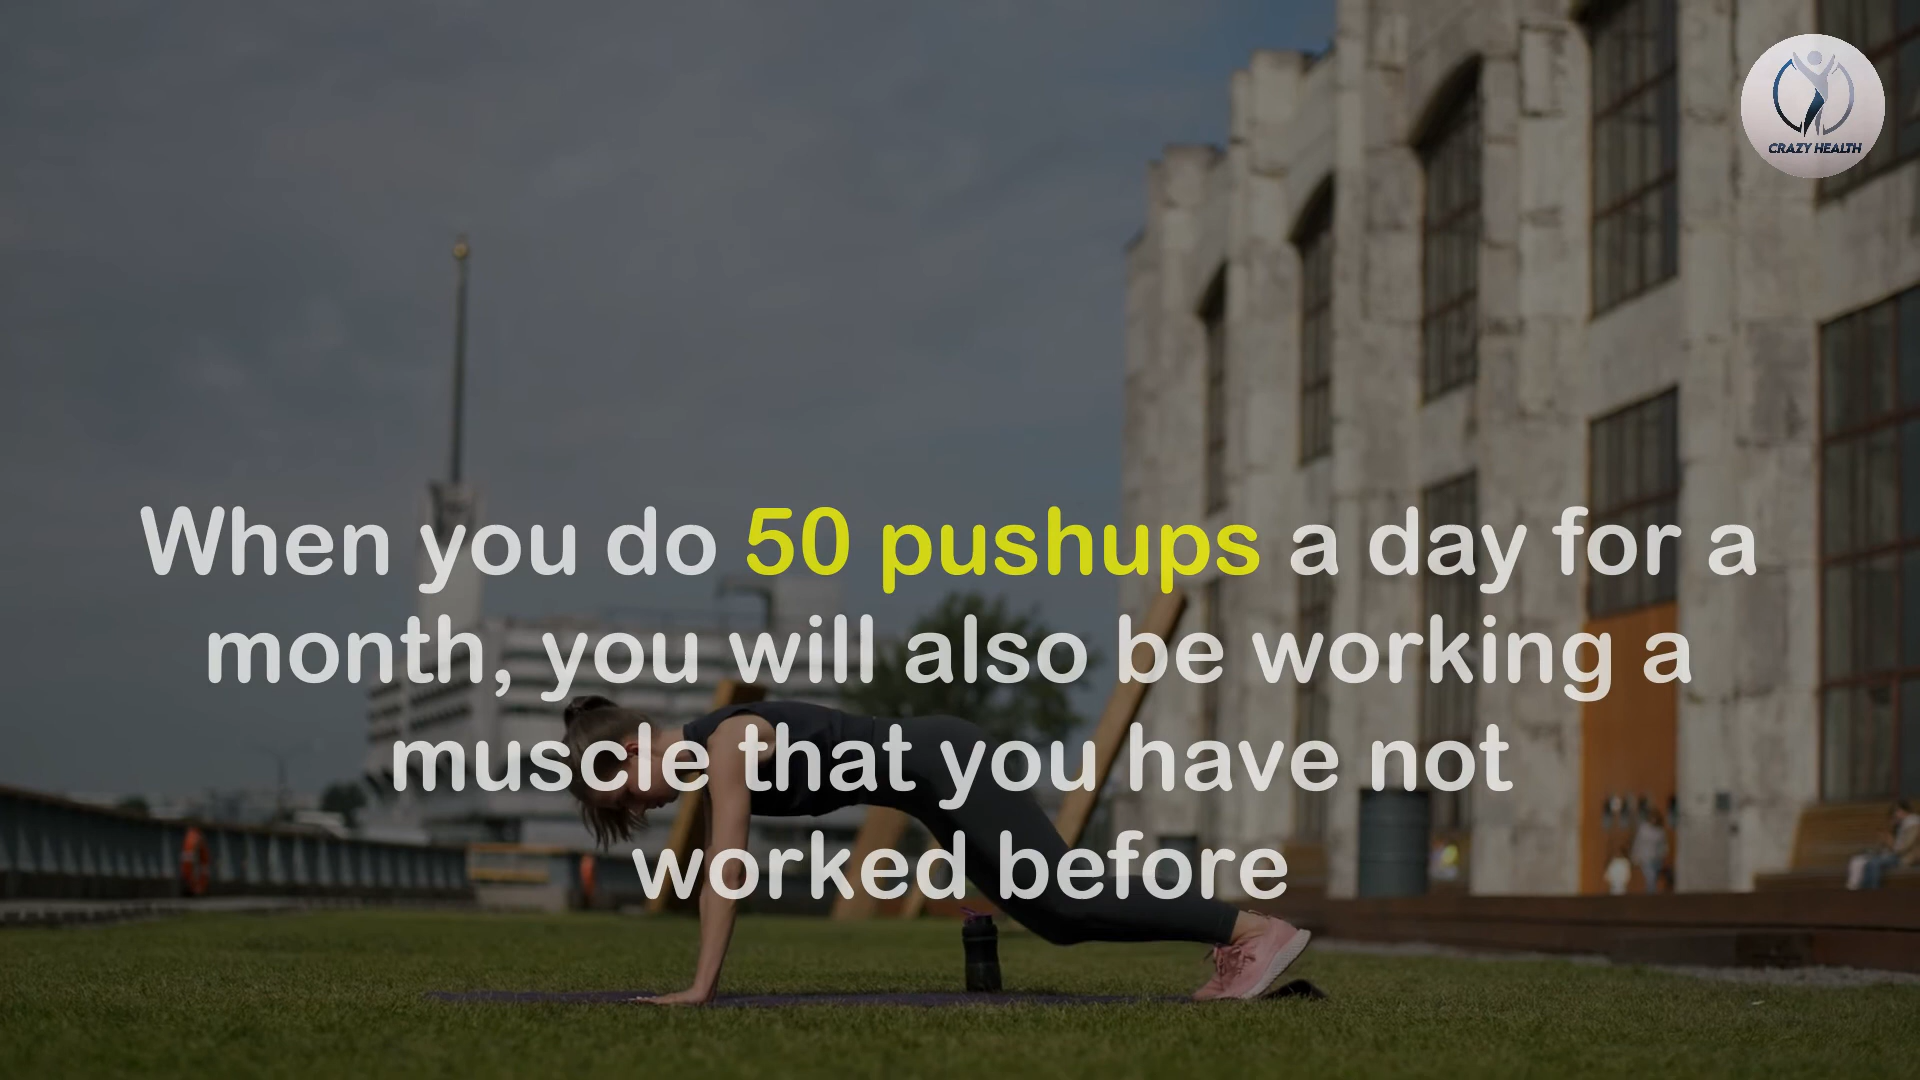 CRAZY HEALTH
When you do 50 pushups a day for a
month, you will also be working a
muscle that you have not
worked before